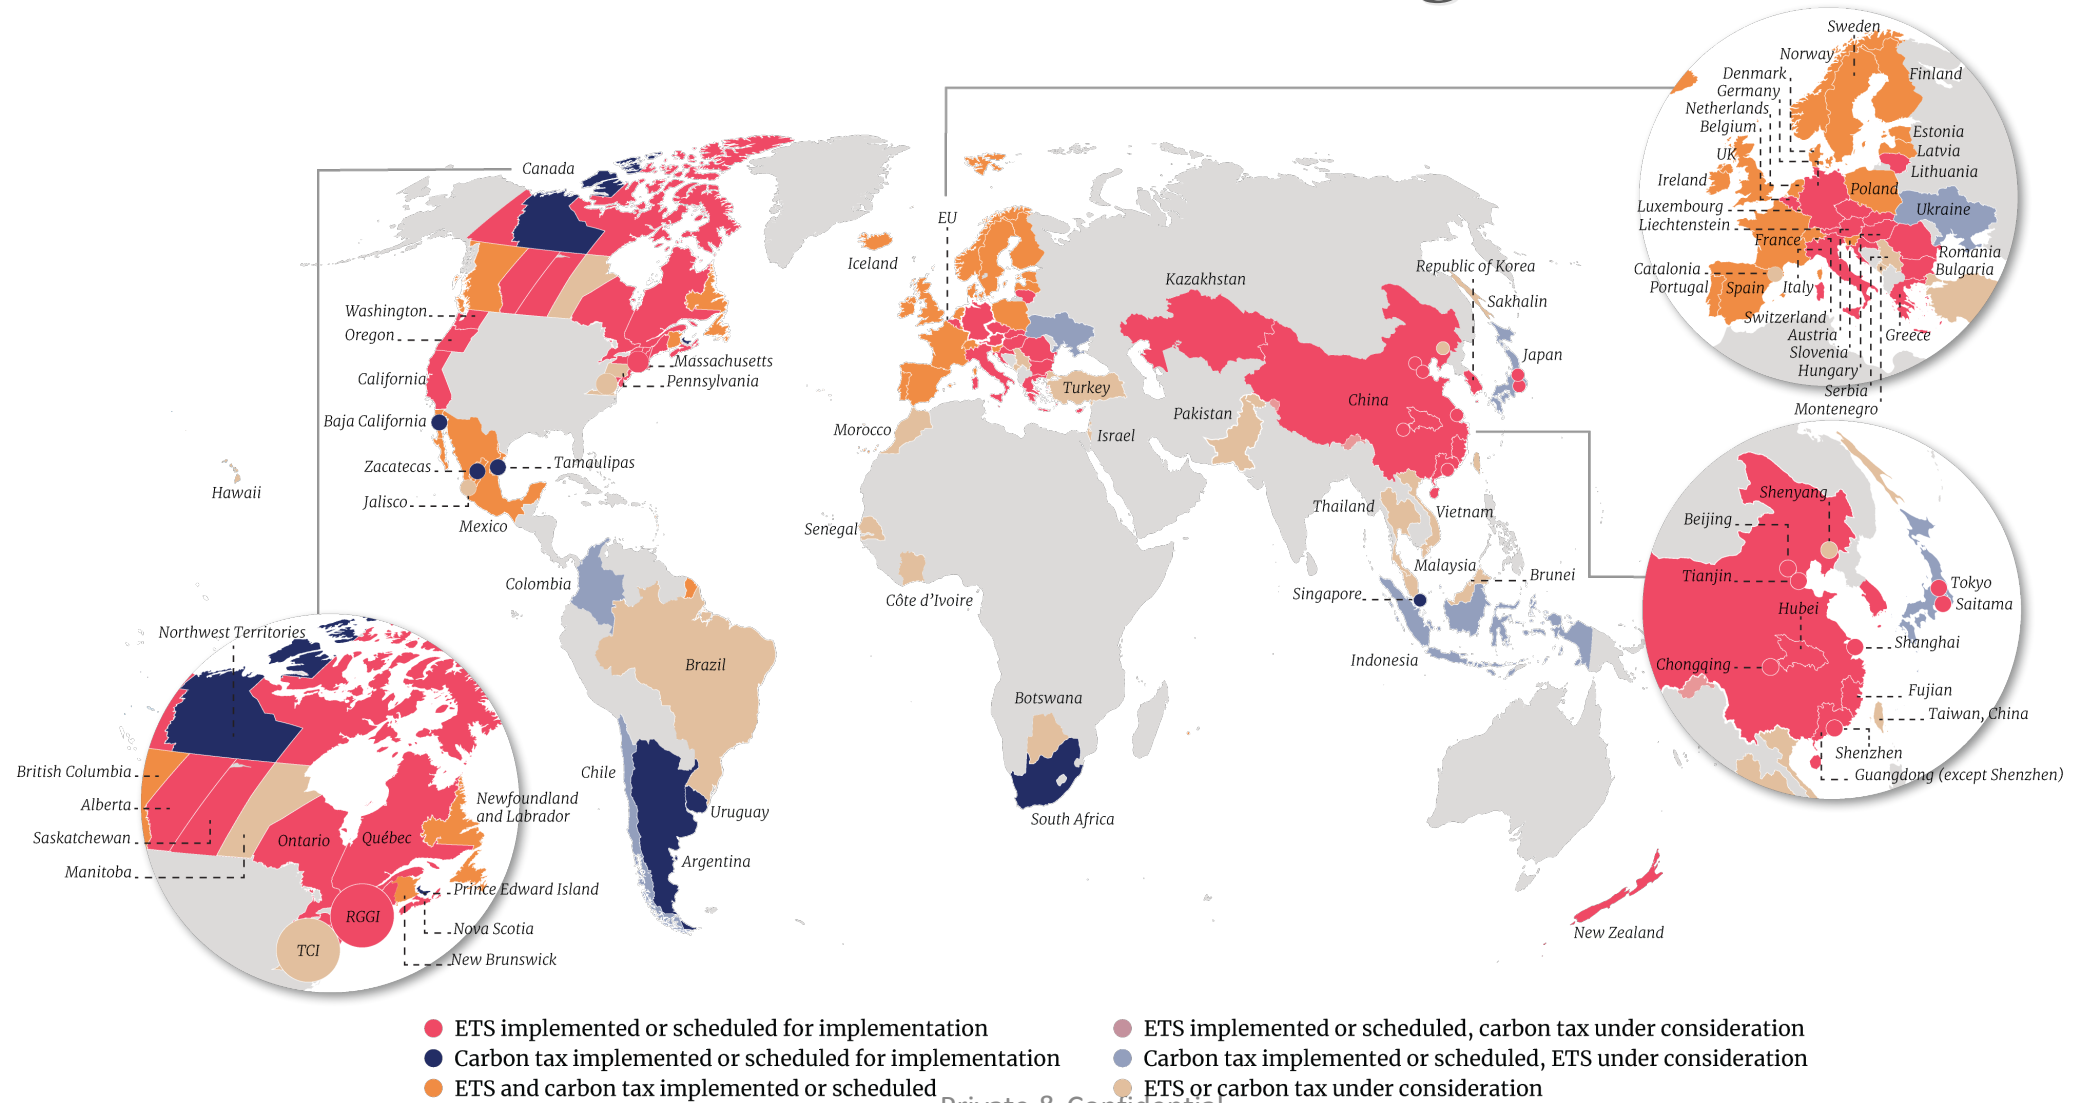 Canada
Washington
Oregon
California
Baja California
Zacatecas
Jalisco
Mexico
Tamaulipas
Massachusetts
Pennsylvania
Hawaii
Colombia
Brazil
Chile
Uruguay
Argentina
Iceland
EU
Morocco
Senegal
Côte d’Ivoire
Botswana
South Africa
Turkey
Israel
Kazakhstan
Pakistan
China
Republic of Korea
Sakhalin
Japan
Thailand
Vietnam
Malaysia
Brunei
Singapore
Indonesia
New Zealand
Sweden
Norway
Denmark
Germany
Netherlands
Belgium
UK
Ireland
Luxembourg
Liechtenstein
France
Catalonia
Portugal
Spain
Italy
Switzerland
Austria
Slovenia
Hungary
Serbia
Montenegro
Greece
Bulgaria
Romania
Ukraine
Poland
Lithuania
Latvia
Estonia
Finland
Shenyang
Beijing
Tianjin
Hubei
Chongqing
Tokyo
Saitama
Shanghai
Fujian
Taiwan, China
Shenzhen
Guangdong (except Shenzhen)
Northwest Territories
British Columbia
Alberta
Saskatchewan
Manitoba
Ontario
Québec
Newfoundland
and Labrador
Prince Edward Island
Nova Scotia
New Brunswick
RGGI
TCI
ETS implemented or scheduled for implementation
Carbon tax implemented or scheduled for implementation
ETS and carbon tax implemented or scheduled
ETS implemented or scheduled, carbon tax under consideration
Carbon tax implemented or scheduled, ETS under consideration
ETS or carbon tax under consideration
Private & Confidential